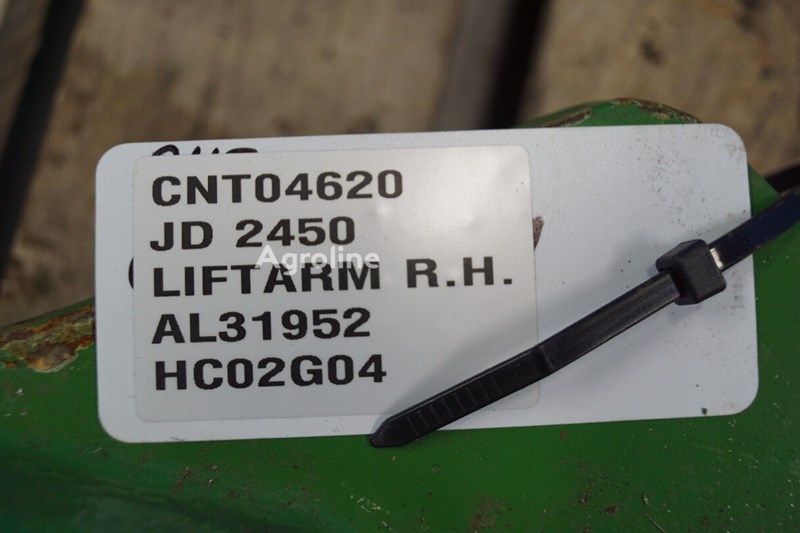 CNT04620
JD 2450
Agroline
LIFTARM R.H.
AL31952
HC02G04